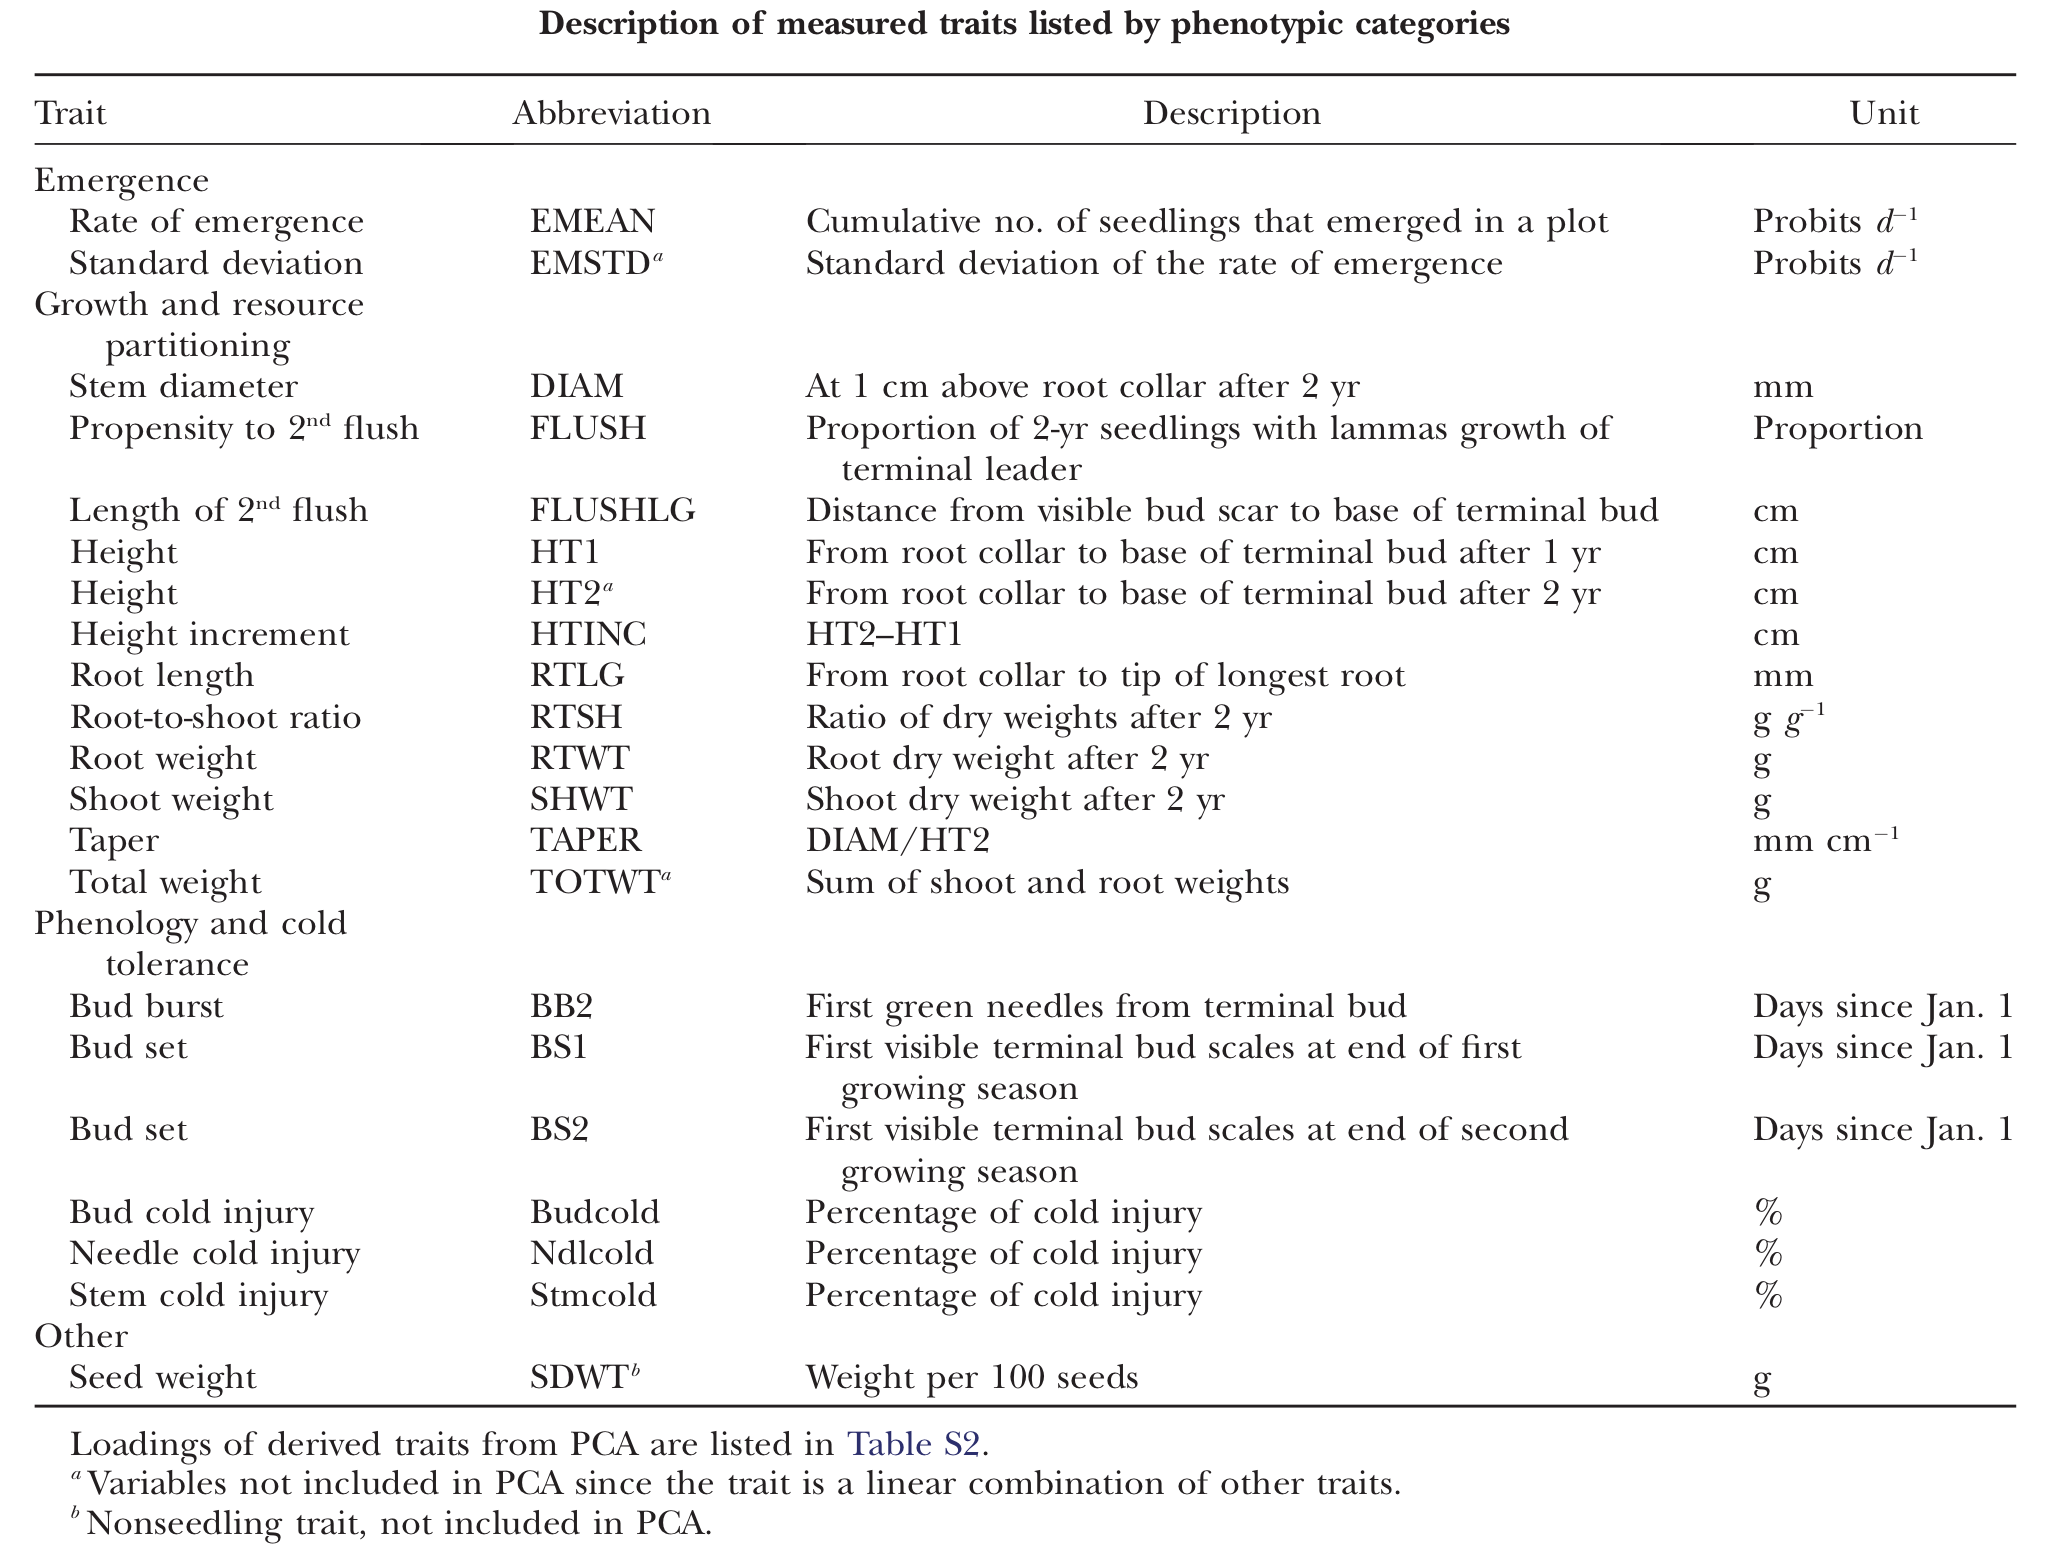 Description of measured traits listed by phenotypic categories
Trait Abbreviation Description Unit
Emergence
Rate of emergence EMEAN Cumulative no. of seedlings that emerged in a plot Probits d⁻¹
Standard deviation EMSTDᵃ Standard deviation of the rate of emergence Probits d⁻¹
Growth and resource
partitioning
Stem diameter DIAM At 1 cm above root collar after 2 yr mm
Propensity to 2ⁿᵈ flush FLUSH Proportion of 2-yr seedlings with lammas growth of Proportion
terminal leader
Length of 2ⁿᵈ flush FLUSHLG Distance from visible bud scar to base of terminal bud cm
Height HT1 From root collar to base of terminal bud after 1 yr cm
Height HT2ᵃ From root collar to base of terminal bud after 2 yr cm
Height increment HTINC HT2–HT1 cm
Root length RTLG From root collar to tip of longest root mm
Root-to-shoot ratio RTSH Ratio of dry weights after 2 yr g g⁻¹
Root weight RTWT Root dry weight after 2 yr g
Shoot weight SHWT Shoot dry weight after 2 yr g
Taper TAPER DIAM/HT2 mm cm⁻¹
Total weight TOTWTᵃ Sum of shoot and root weights g
Phenology and cold
tolerance
Bud burst BB2 First green needles from terminal bud Days since Jan. 1
Bud set BS1 First visible terminal bud scales at end of first Days since Jan. 1
growing season
Bud set BS2 First visible terminal bud scales at end of second Days since Jan. 1
growing season
Bud cold injury Budcold Percentage of cold injury %
Needle cold injury Ndlcold Percentage of cold injury %
Stem cold injury Stmcold Percentage of cold injury %
Other
Seed weight SDWTᵇ Weight per 100 seeds g
Loadings of derived traits from PCA are listed in Table S2.
ᵃ Variables not included in PCA since the trait is a linear combination of other traits.
ᵇ Nonseedling trait, not included in PCA.